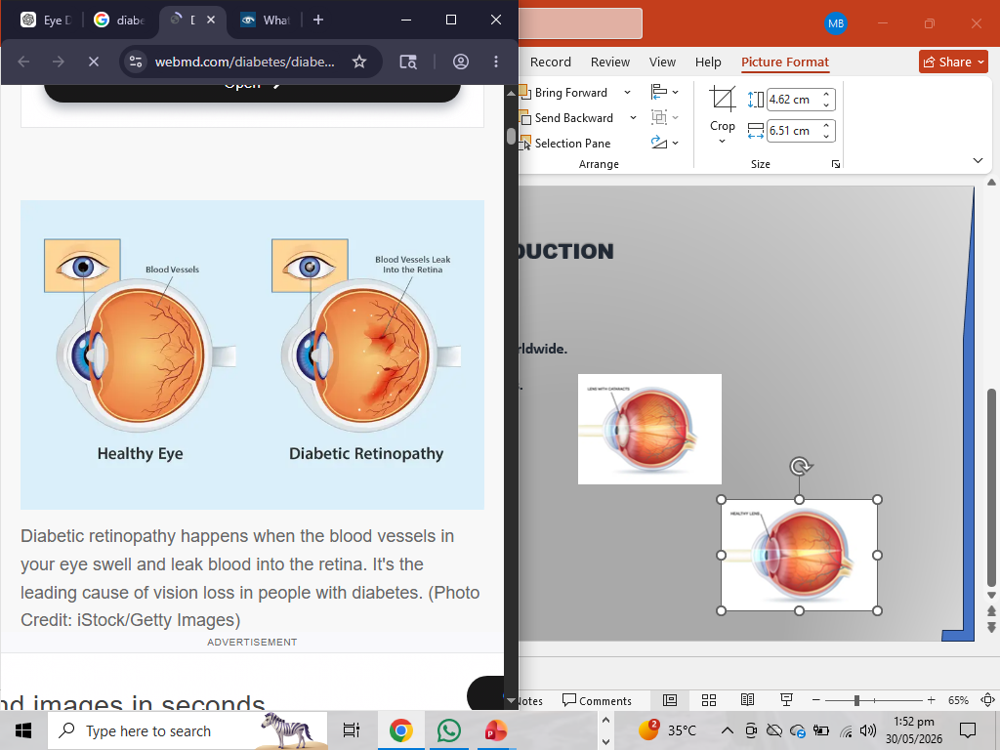 Eye D
diabe
D
What
webmd.com/diabetes/diabe...
Open
Blood Vessels
Blood Vessels Leak
Into the Retina
Healthy Eye
Diabetic Retinopathy
Diabetic retinopathy happens when the blood vessels in
your eye swell and leak blood into the retina. It's the
leading cause of vision loss in people with diabetes. (Photo
Credit: iStock/Getty Images)
ADVERTISEMENT
nd images in seconds
MB
Record Review View Help Picture Format
Share
Bring Forward
Send Backward
Selection Pane
Arrange
Crop
4.62 cm
6.51 cm
Size
DUCTION
rldwide.
LENS WITH CATARACTS
HEALTHY LENS
Notes
Comments
65%
Type here to search
2
35°C
1:52 pm
30/05/2026